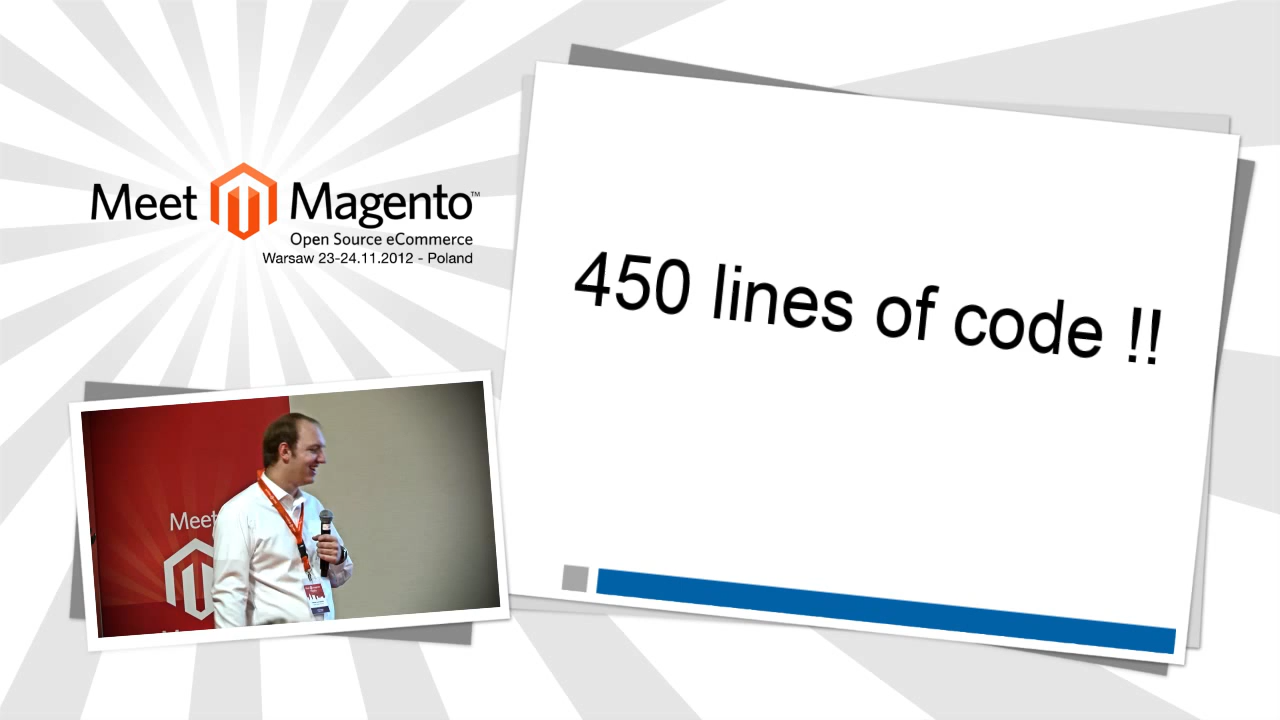 Meet Magento™
Open Source eCommerce
Warsaw 23-24.11.2012 - Poland
450 lines of code !!
Meet